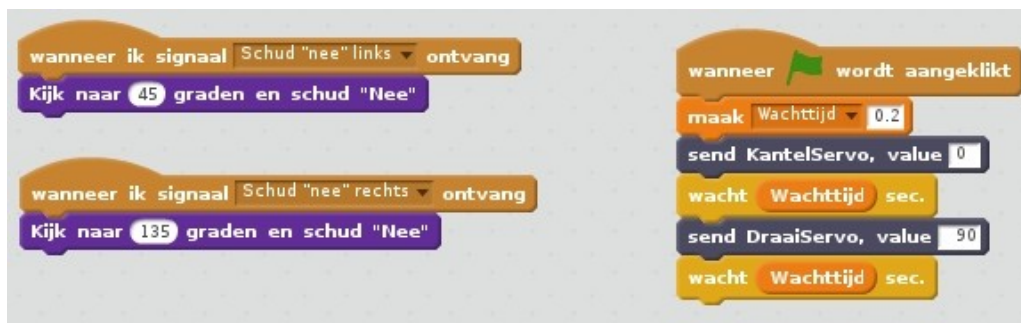 wanneer ik signaal Schud "nee" links ontvang
Kijk naar 45 graden en schud "Nee"
wanneer ik signaal Schud "nee" rechts ontvang
Kijk naar 135 graden en schud "Nee"
wanneer wordt aangeklikt
maak Wachttijd 0.2
send KantelServo, value 0
wacht Wachttijd sec.
send DraaiServo, value 90
wacht Wachttijd sec.